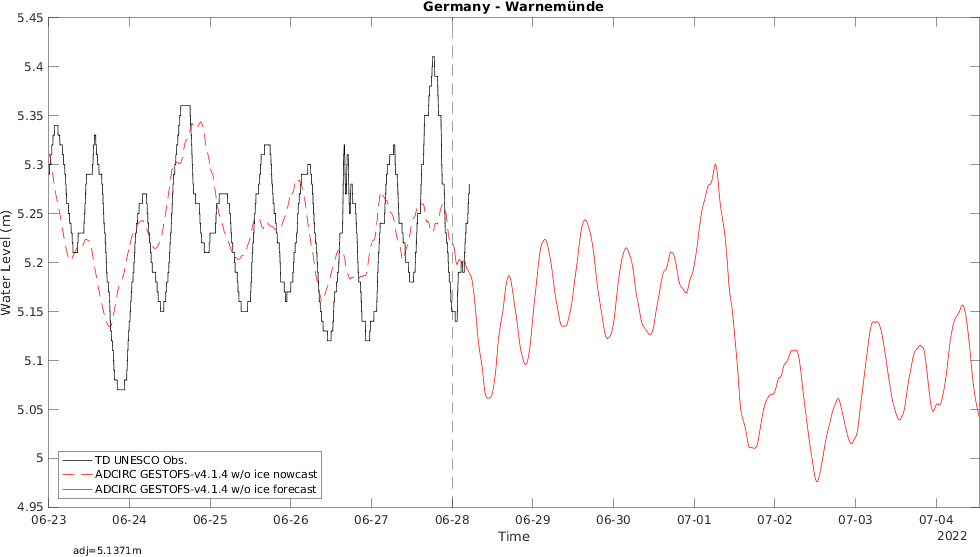 Germany - Warnemünde
5.45
5.4
5.35
5.3
5.25
5.2
5.15
5.1
5.05
5
4.95
Water Level (m)
TD UNESCO Obs.
ADCIRC GESTOFS-v4.1.4 w/o ice nowcast
ADCIRC GESTOFS-v4.1.4 w/o ice forecast
06-23 06-24 06-25 06-26 06-27 06-28 06-29 06-30 07-01 07-02 07-03 07-04
Time
2022
adj=5.1371m